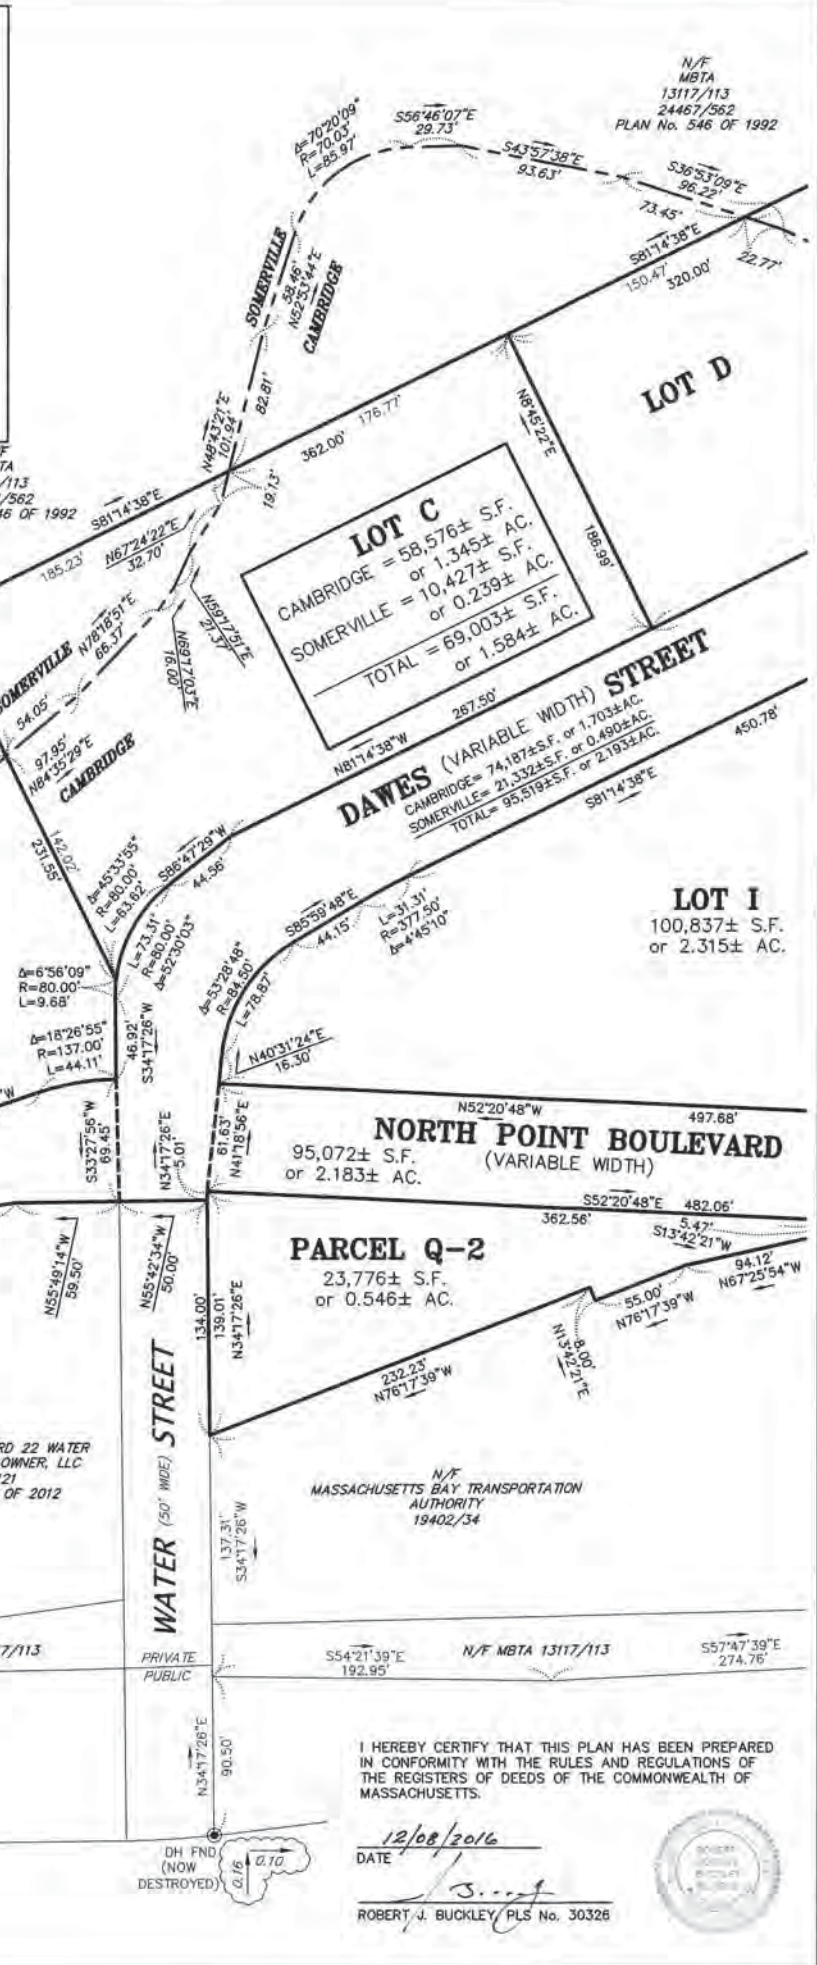 N/F
MBTA
13117/113
24467/562
PLAN No. 546 OF 1992
Δ=70°20'09"
R=70.03'
L=85.97'
S56°46'07"E
29.73'
S43°57'38"E
93.63'
S36°53'09"E
96.22'
73.45'
22.77'
S81°14'38"E
150.47'
320.00'
SOMERVILLE
58.46'
N52°53'44"E
CAMBRIDGE
82.81'
N48°43'21"E
101.94'
19.13'
362.00'
176.77'
N8°45'22"E
186.99'
LOT D
F
TA
/113
/562
46 OF 1992
S81°14'38"E
185.23'
N67°24'22"E
32.70'
N59°17'51"E
21.37'
N69°17'03"E
16.00'
N78°18'51"E
66.37'
SOMERVILLE
54.05'
97.95'
N84°35'29"E
CAMBRIDGE
LOT C
CAMBRIDGE = 58,576± S.F.
or 1.345± AC.
SOMERVILLE = 10,427± S.F.
or 0.239± AC.
TOTAL = 69,003± S.F.
or 1.584± AC.
267.50'
N81°14'38"W
DAWES (VARIABLE WIDTH) STREET
CAMBRIDGE= 74,187±S.F. or 1.703±AC.
SOMERVILLE= 21,332±S.F. or 0.490±AC.
TOTAL= 95,519±S.F. or 2.193±AC.
450.78'
S81°14'38"E
142.02'
231.55'
Δ=45°33'55"
R=80.00'
L=63.62'
S86°47'29"W
44.56'
L=73.31'
R=80.00'
Δ=52°30'03"
S85°59'48"E
44.15'
L=31.31'
R=377.50'
Δ=4°45'10"
LOT I
100,837± S.F.
or 2.315± AC.
Δ=6°56'09"
R=80.00'
L=9.68'
Δ=53°28'48"
R=84.50'
L=78.87'
Δ=18°26'55"
R=137.00'
L=44.11'
46.92'
S34°17'26"W
N40°31'24"E
16.30'
"W
S33°27'56"W
69.45'
N34°17'26"E
5.01
61.63'
N41°18'56"E
N52°20'48"W
497.68'
NORTH POINT BOULEVARD
(VARIABLE WIDTH)
95,072± S.F.
or 2.183± AC.
S52°20'48"E
482.06'
362.56'
5.47'
S13°42'21"W
94.12'
N67°25'54"W
55.00'
N76°17'39"W
8.00'
N13°42'21"E
PARCEL Q-2
23,776± S.F.
or 0.546± AC.
N55°49'14"W
59.50'
N55°42'34"W
50.00'
134.00'
139.01'
N34°17'26"E
232.23'
N76°17'39"W
WATER (50' WIDE) STREET
RD 22 WATER
OWNER, LLC
21
OF 2012
N/F
MASSACHUSETTS BAY TRANSPORTATION
AUTHORITY
19402/34
137.31'
S34°17'26"W
7/113
PRIVATE
PUBLIC
S54°21'39"E
192.95'
N/F MBTA 13117/113
S57°47'39"E
274.76'
N34°17'26"E
90.50'
I HEREBY CERTIFY THAT THIS PLAN HAS BEEN PREPARED
IN CONFORMITY WITH THE RULES AND REGULATIONS OF
THE REGISTERS OF DEEDS OF THE COMMONWEALTH OF
MASSACHUSETTS.
12/08/2016
DATE
DH FND
(NOW
DESTROYED)
0.16
0.10
ROBERT J. BUCKLEY PLS No. 30326